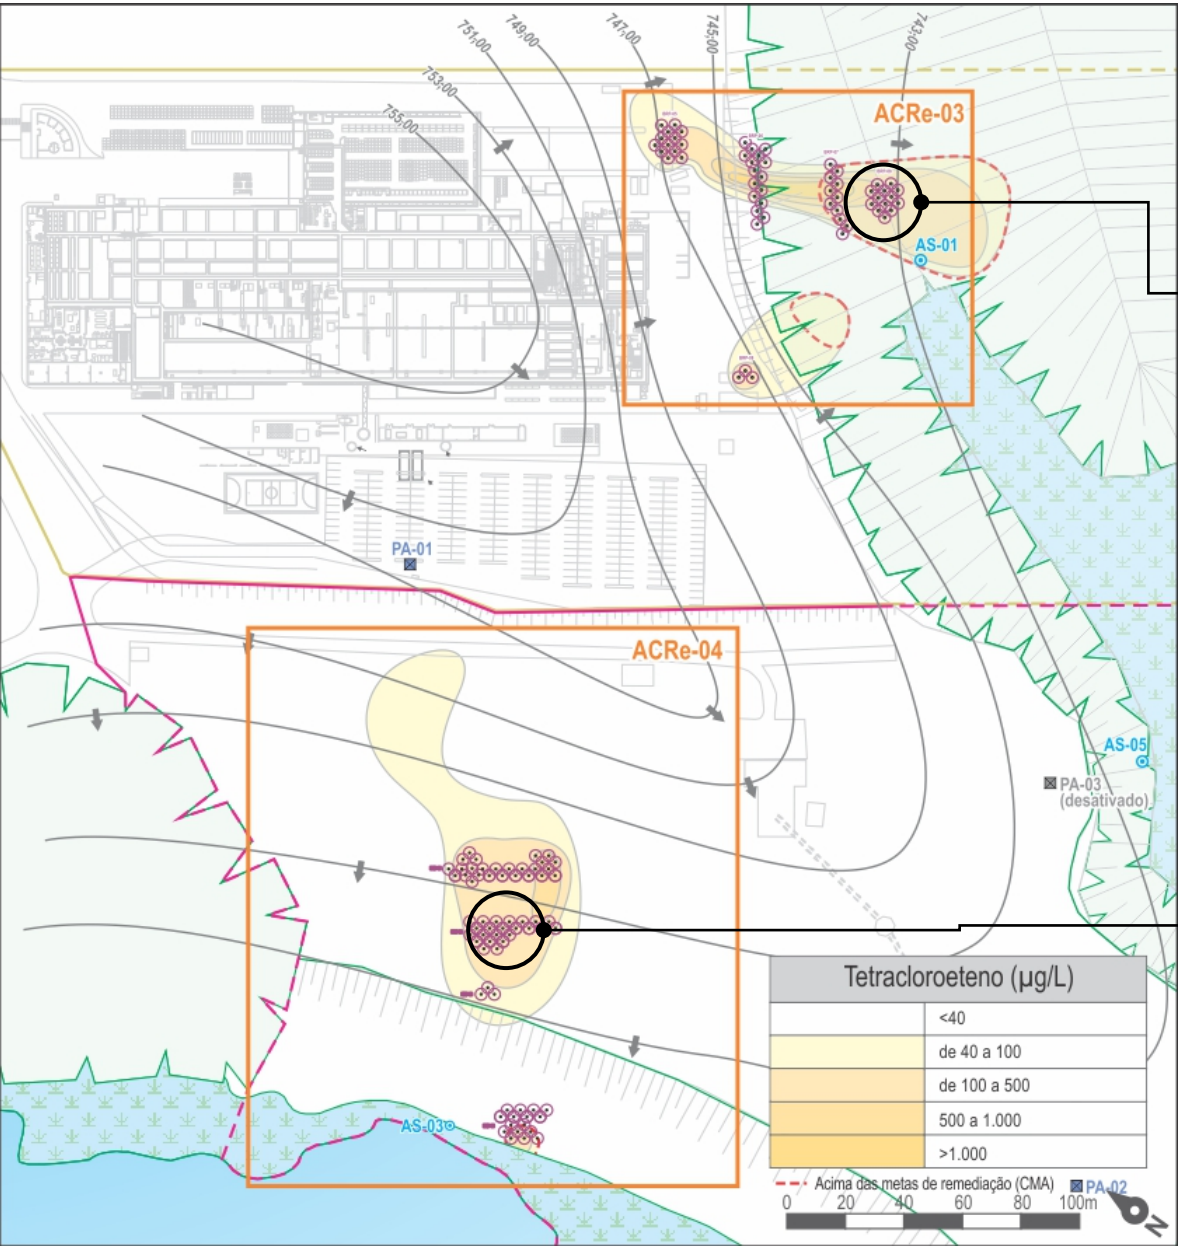 751,00
749,00
747,00
745,00
743,00
753,00
755,00
ACRe-03
AS-01
PA-01
ACRe-04
AS-05
PA-03
(desativado)
AS-03
Tetracloroeteno (µg/L)
<40
de 40 a 100
de 100 a 500
500 a 1.000
>1.000
Acima das metas de remediação (CMA)
PA-02
0 20 40 60 80 100m
N